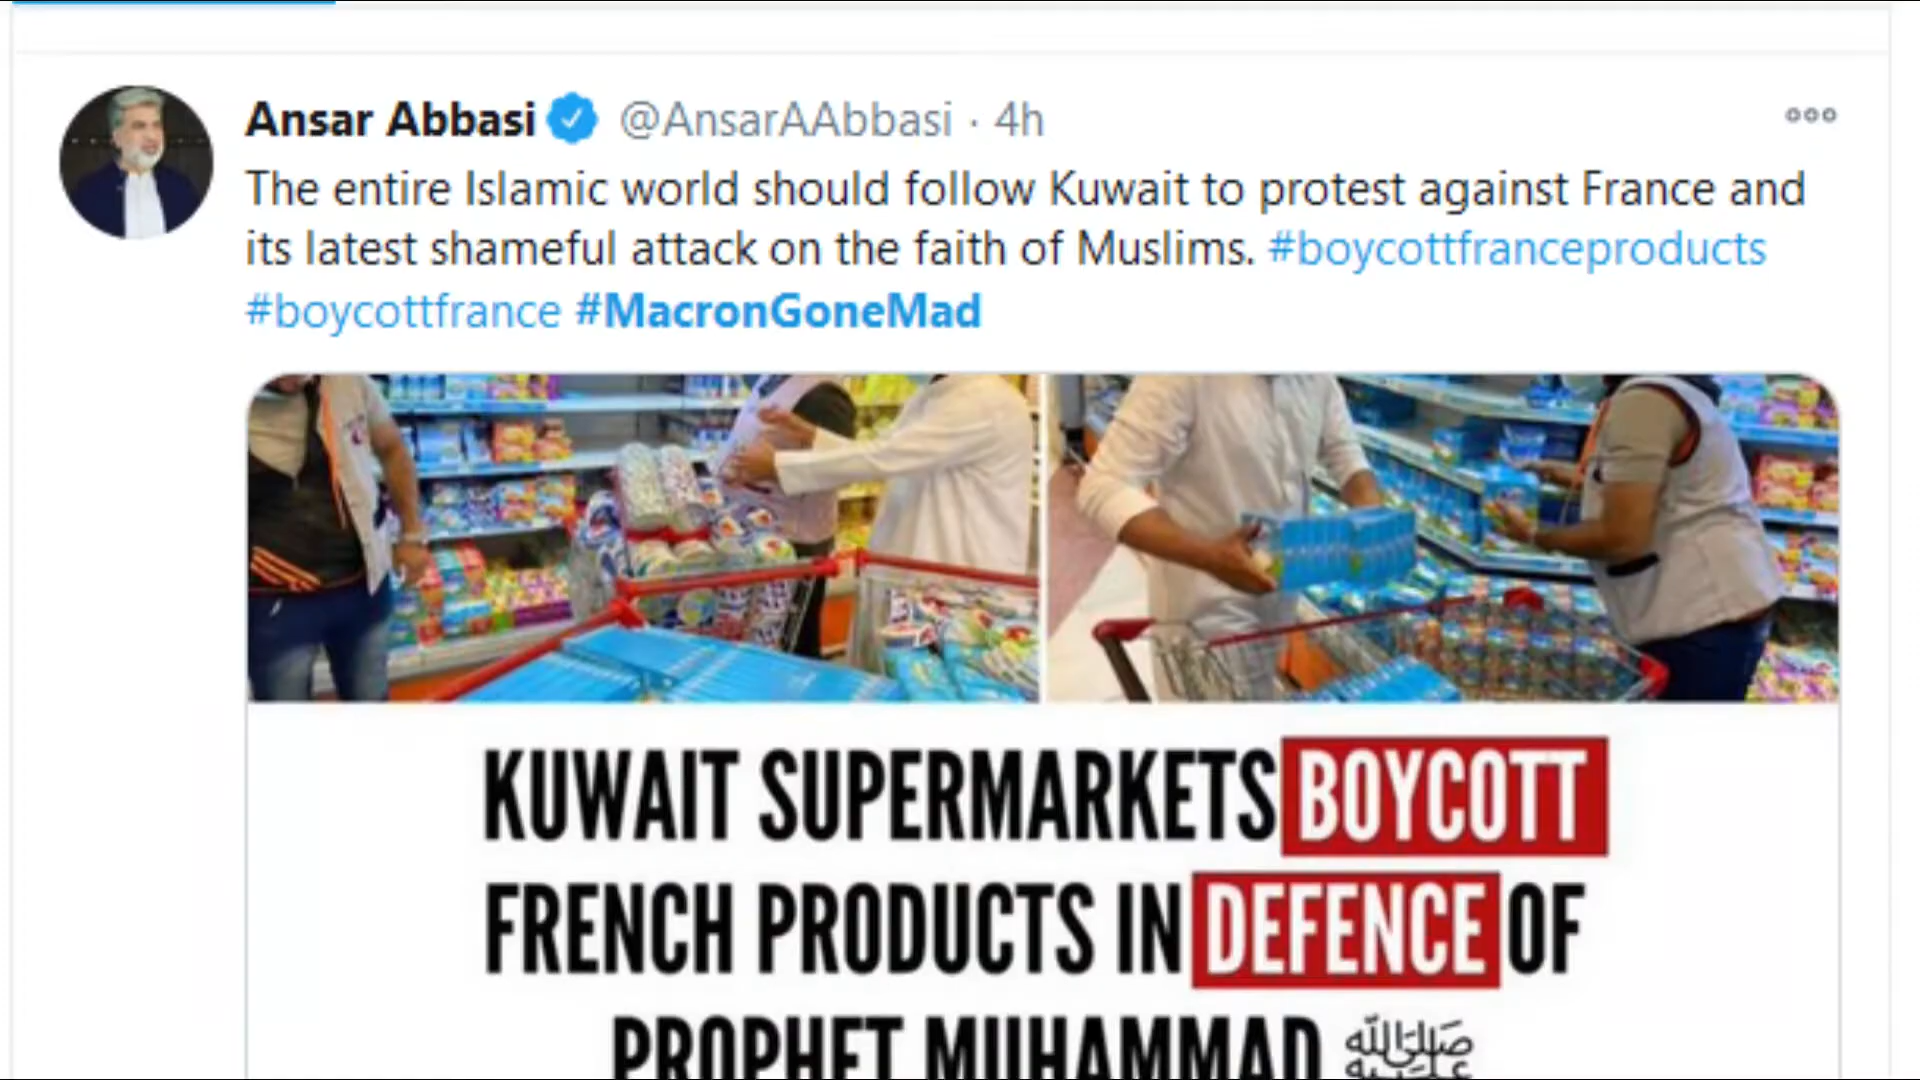 Ansar Abbasi @AnsarAAbbasi · 4h
The entire Islamic world should follow Kuwait to protest against France and
its latest shameful attack on the faith of Muslims. #boycottfranceproducts
#boycottfrance #MacronGoneMad
KUWAIT SUPERMARKETS BOYCOTT
FRENCH PRODUCTS IN DEFENCE OF
PROPHET MUHAMMAD ﷺ